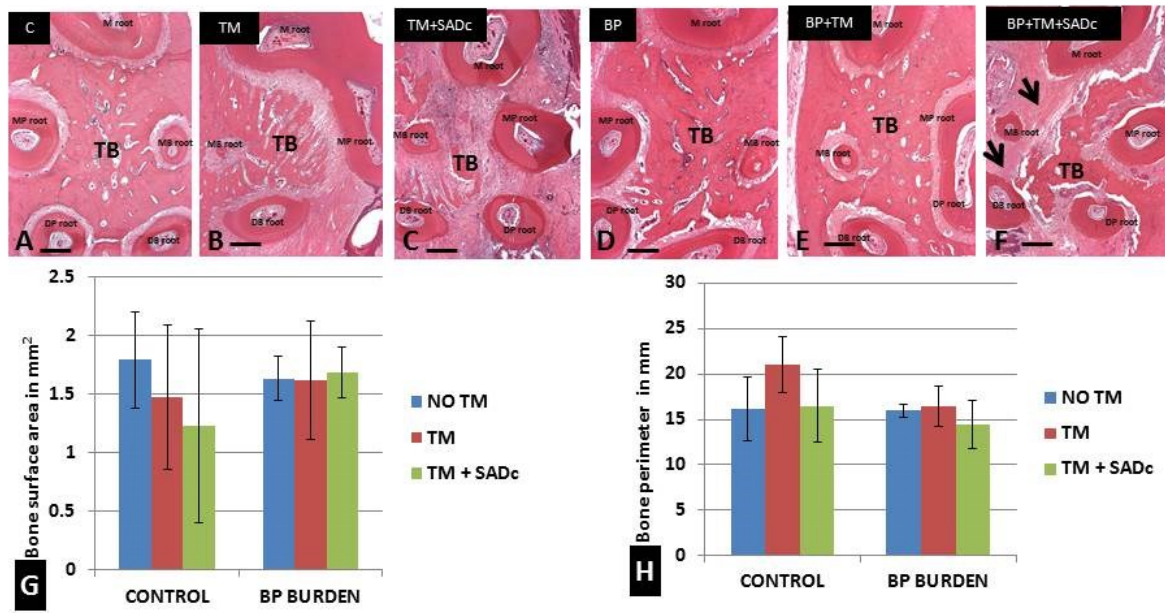 C
M root
MP root
TB
MB root
DP root
DB root
A
TM
M root
MB root
TB
MP root
DB root
B
TM+SADc
M root
MB root
MP root
TB
DB root
DP root
C
BP
M root
TB
MP root
MB root
DB root
D
BP+TM
M root
TB
MP root
MB root
DB root
E
BP+TM+SADc
M root
MB root
MP root
TB
DB root
DP root
F
Bone surface area in mm²
2.5
2
1.5
1
0.5
0
CONTROL
BP BURDEN
NO TM
TM
TM + SADc
G
Bone perimeter in mm
30
25
20
15
10
5
0
CONTROL
BP BURDEN
NO TM
TM
TM + SADc
H